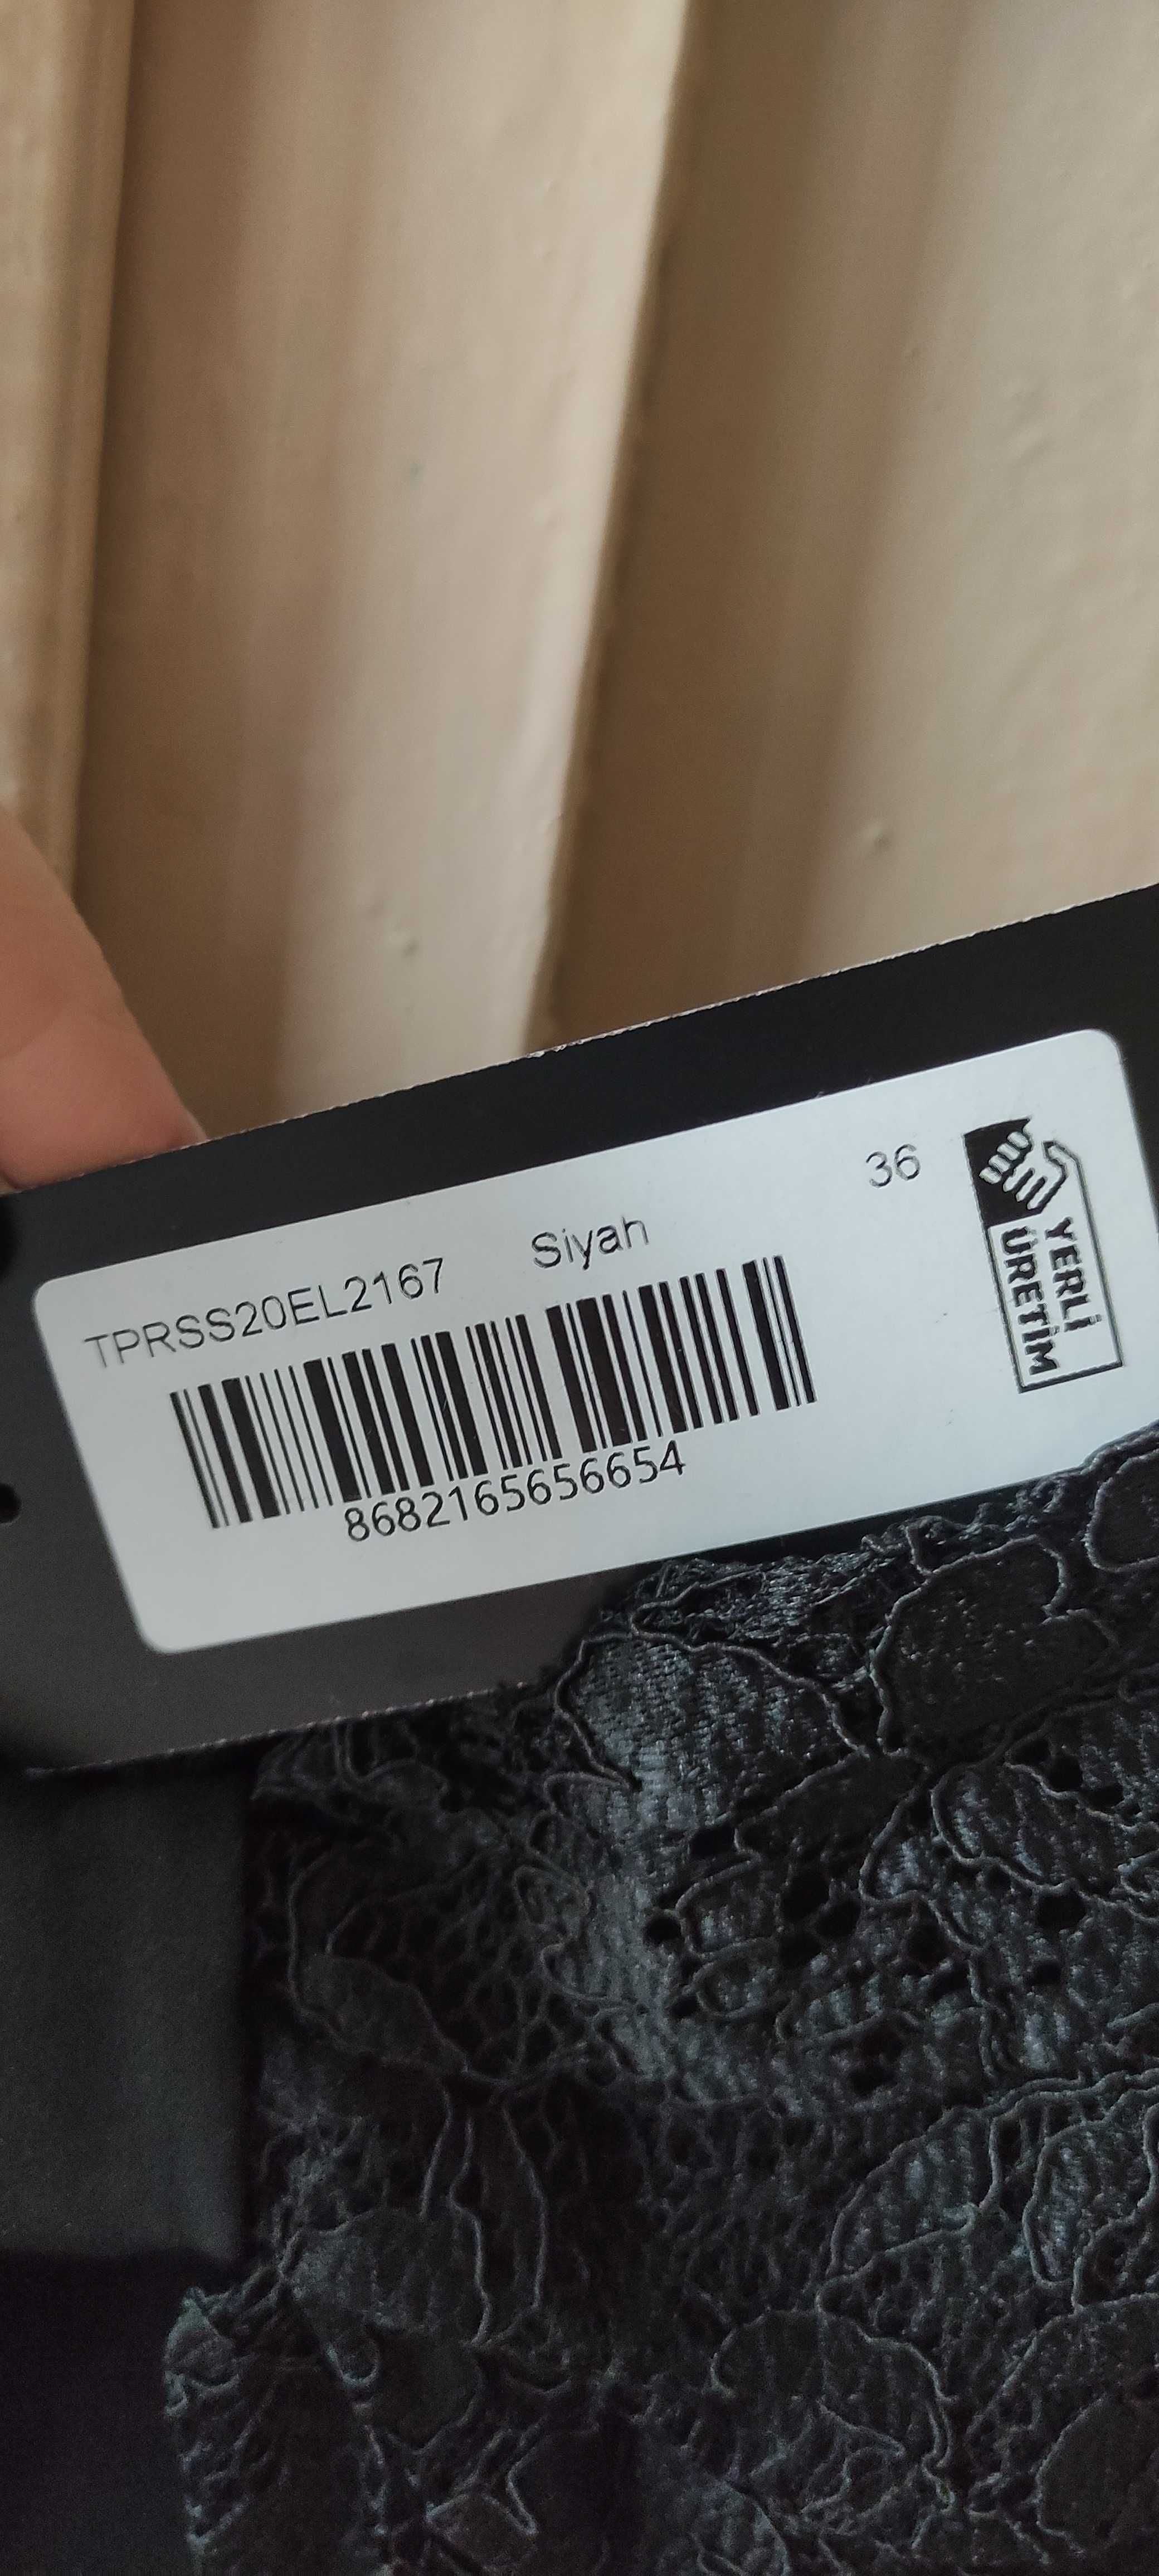 TPRSS20EL2167 Siyah 36
8682165656654
YERLİ
ÜRETİM